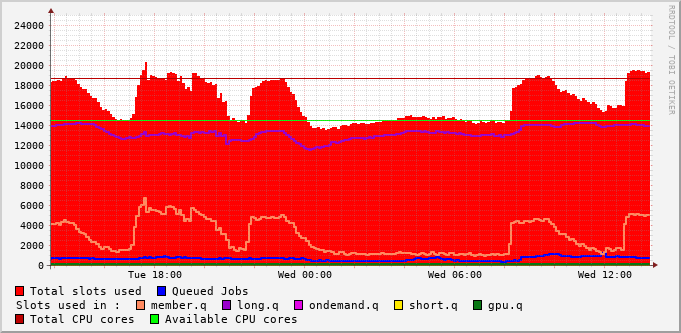 24000
22000
20000
18000
16000
14000
12000
10000
8000
6000
4000
2000
0
Tue 18:00 Wed 00:00 Wed 06:00 Wed 12:00
RRDTOOL / TOBI OETIKER
Total slots used Queued Jobs
Slots used in : member.q long.q ondemand.q short.q gpu.q
Total CPU cores Available CPU cores